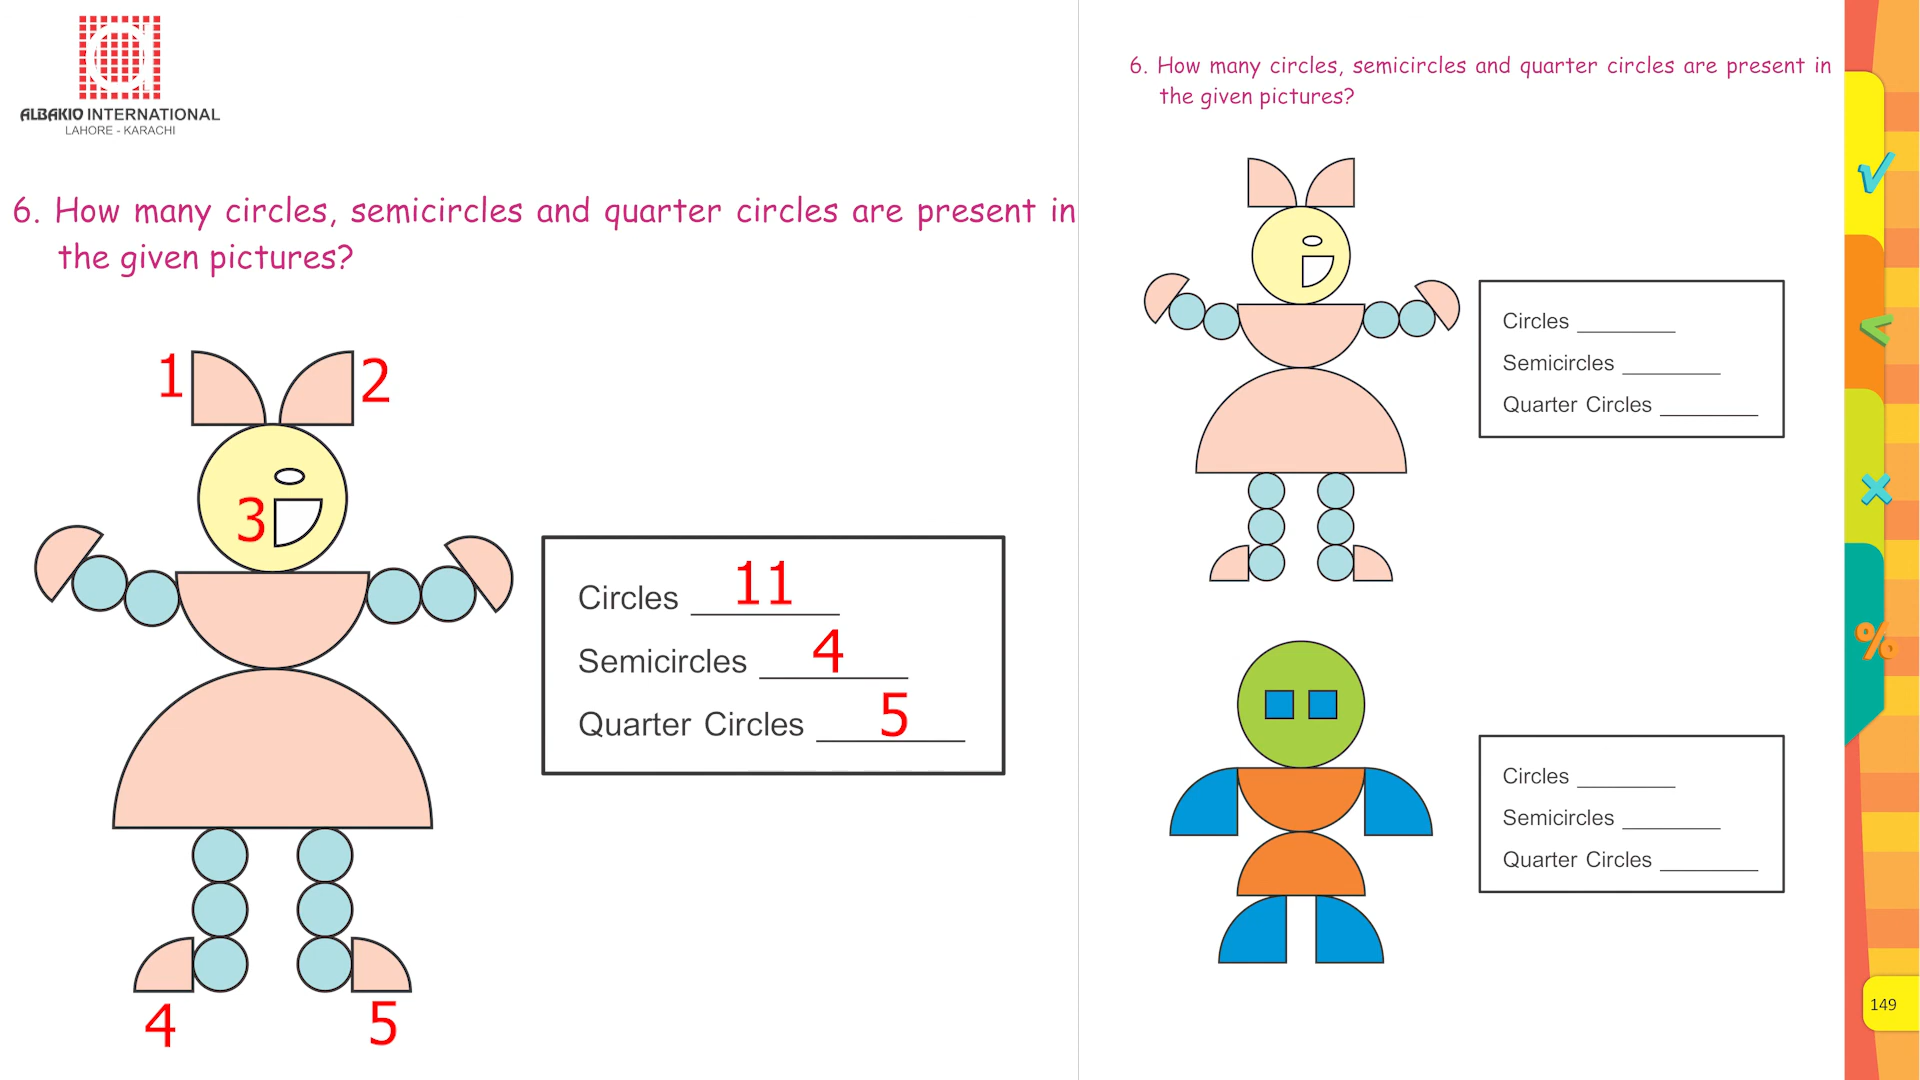 ALBAKIO INTERNATIONAL
LAHORE - KARACHI
6. How many circles, semicircles and quarter circles are present in
the given pictures?
1
2
3
Circles 11
Semicircles 4
Quarter Circles 5
4
5
6. How many circles, semicircles and quarter circles are present in
the given pictures?
Circles
Semicircles
Quarter Circles
Circles
Semicircles
Quarter Circles
√
<
×
%
149